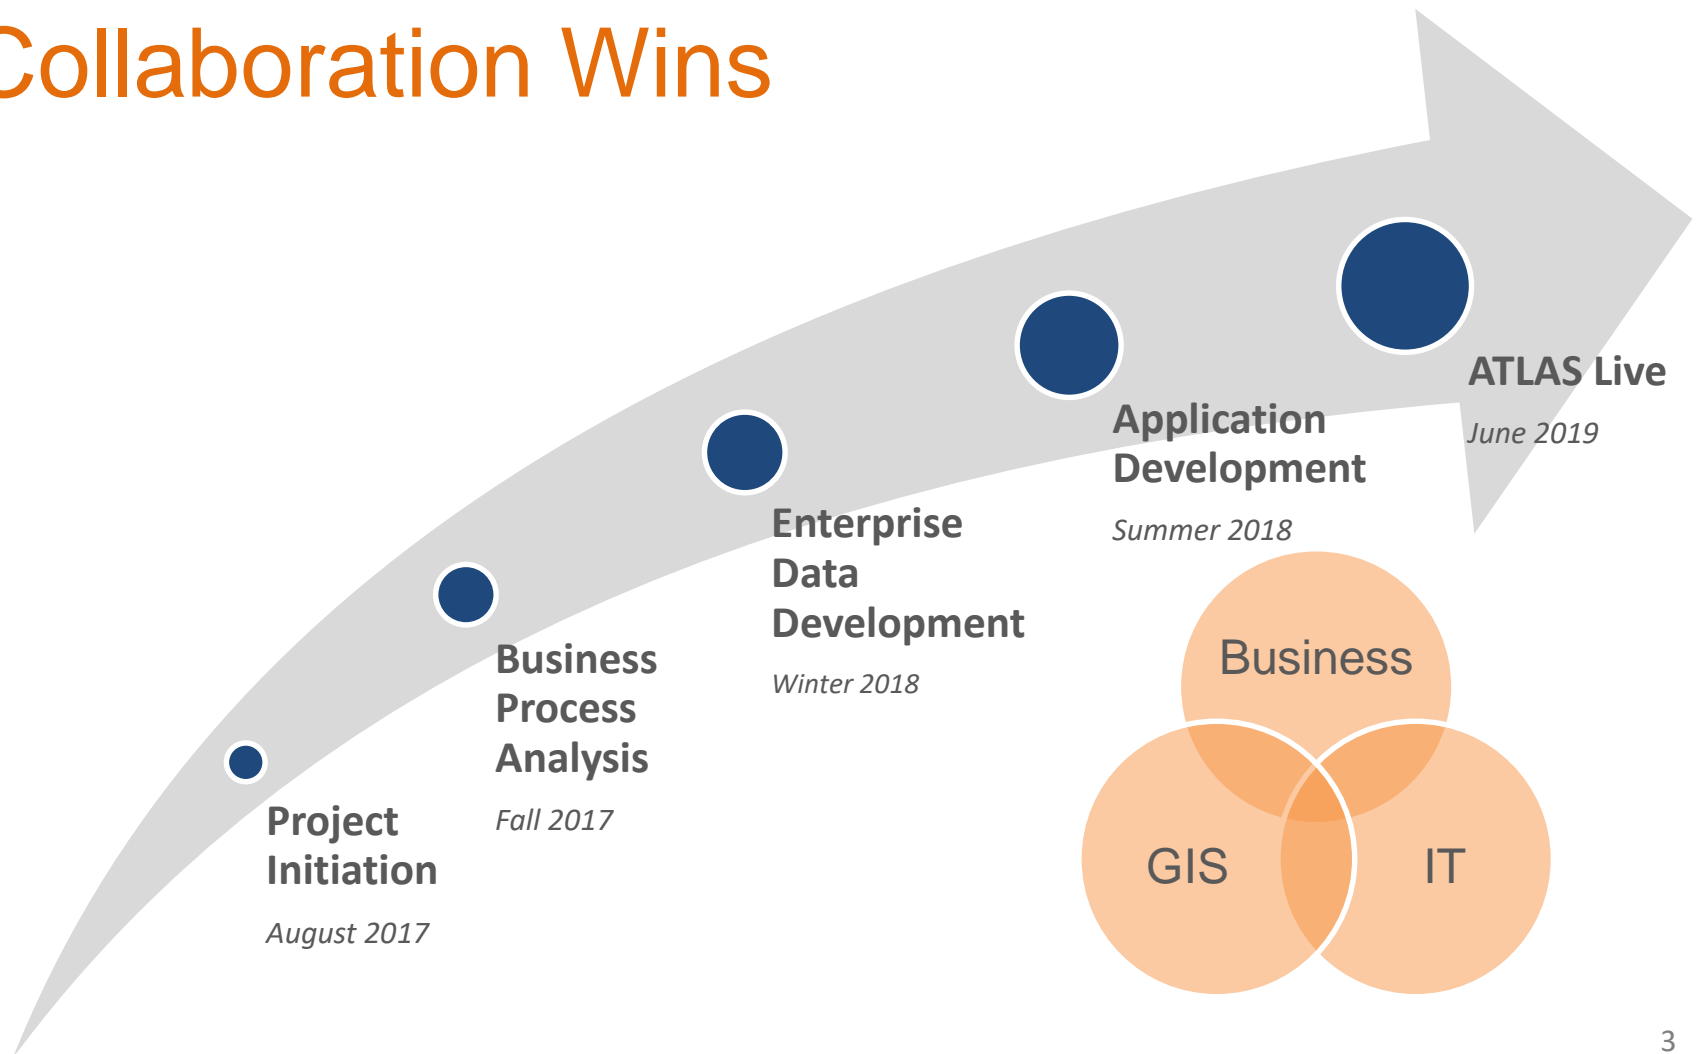 Collaboration Wins
Project
Initiation
August 2017
Business
Process
Analysis
Fall 2017
Enterprise
Data
Development
Winter 2018
Application
Development
Summer 2018
ATLAS Live
June 2019
Business
GIS
IT
3